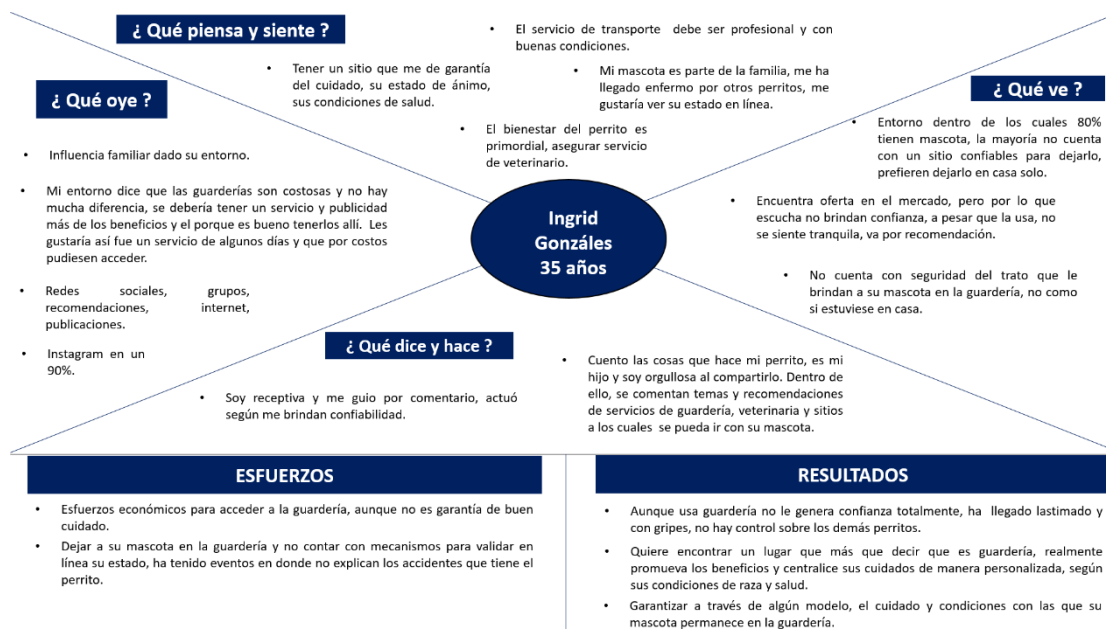 ¿ Qué piensa y siente ?
• El servicio de transporte debe ser profesional y con
buenas condiciones.
• Tener un sitio que me de garantía
del cuidado, su estado de ánimo,
sus condiciones de salud.
• Mi mascota es parte de la familia, me ha
llegado enfermo por otros perritos, me
gustaría ver su estado en línea.
• El bienestar del perrito es
primordial, asegurar servicio
de veterinario.
¿ Qué oye ?
• Influencia familiar dado su entorno.
• Mi entorno dice que las guarderías son costosas y no hay
mucha diferencia, se debería tener un servicio y publicidad
más de los beneficios y el porque es bueno tenerlos allí. Les
gustaría así fue un servicio de algunos días y que por costos
pudiesen acceder.
• Redes sociales, grupos,
recomendaciones, internet,
publicaciones.
• Instagram en un
90%.
Ingrid
Gonzáles
35 años
¿ Qué ve ?
• Entorno dentro de los cuales 80%
tienen mascota, la mayoría no cuenta
con un sitio confiables para dejarlo,
prefieren dejarlo en casa solo.
• Encuentra oferta en el mercado, pero por lo que
escucha no brindan confianza, a pesar que la usa, no
se siente tranquila, va por recomendación.
• No cuenta con seguridad del trato que le
brindan a su mascota en la guardería, no como
si estuviese en casa.
¿ Qué dice y hace ?
• Soy receptiva y me guio por comentario, actuó
según me brindan confiabilidad.
• Cuento las cosas que hace mi perrito, es mi
hijo y soy orgullosa al compartirlo. Dentro de
ello, se comentan temas y recomendaciones
de servicios de guardería, veterinaria y sitios
a los cuales se pueda ir con su mascota.
ESFUERZOS
• Esfuerzos económicos para acceder a la guardería, aunque no es garantía de buen
cuidado.
• Dejar a su mascota en la guardería y no contar con mecanismos para validar en
línea su estado, ha tenido eventos en donde no explican los accidentes que tiene el
perrito.
RESULTADOS
• Aunque usa guardería no le genera confianza totalmente, ha llegado lastimado y
con gripes, no hay control sobre los demás perritos.
• Quiere encontrar un lugar que más que decir que es guardería, realmente
promueva los beneficios y centralice sus cuidados de manera personalizada, según
sus condiciones de raza y salud.
• Garantizar a través de algún modelo, el cuidado y condiciones con las que su
mascota permanece en la guardería.